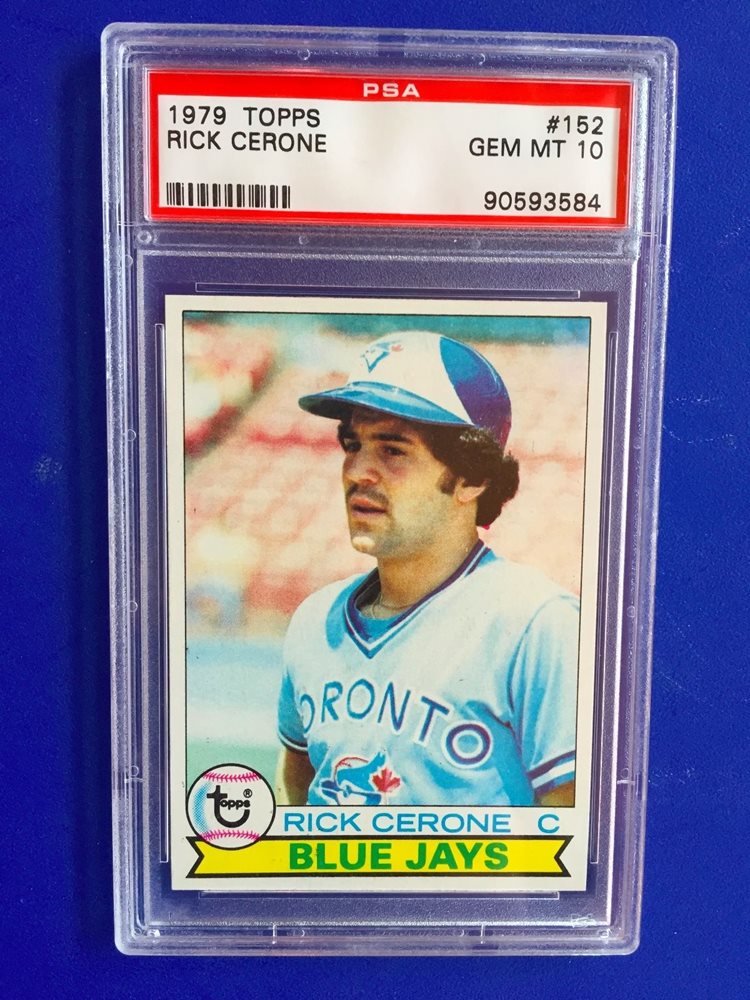 PSA
1979 TOPPS #152
RICK CERONE GEM MT 10
90593584
ORONTO
Topps®
RICK CERONE C
BLUE JAYS